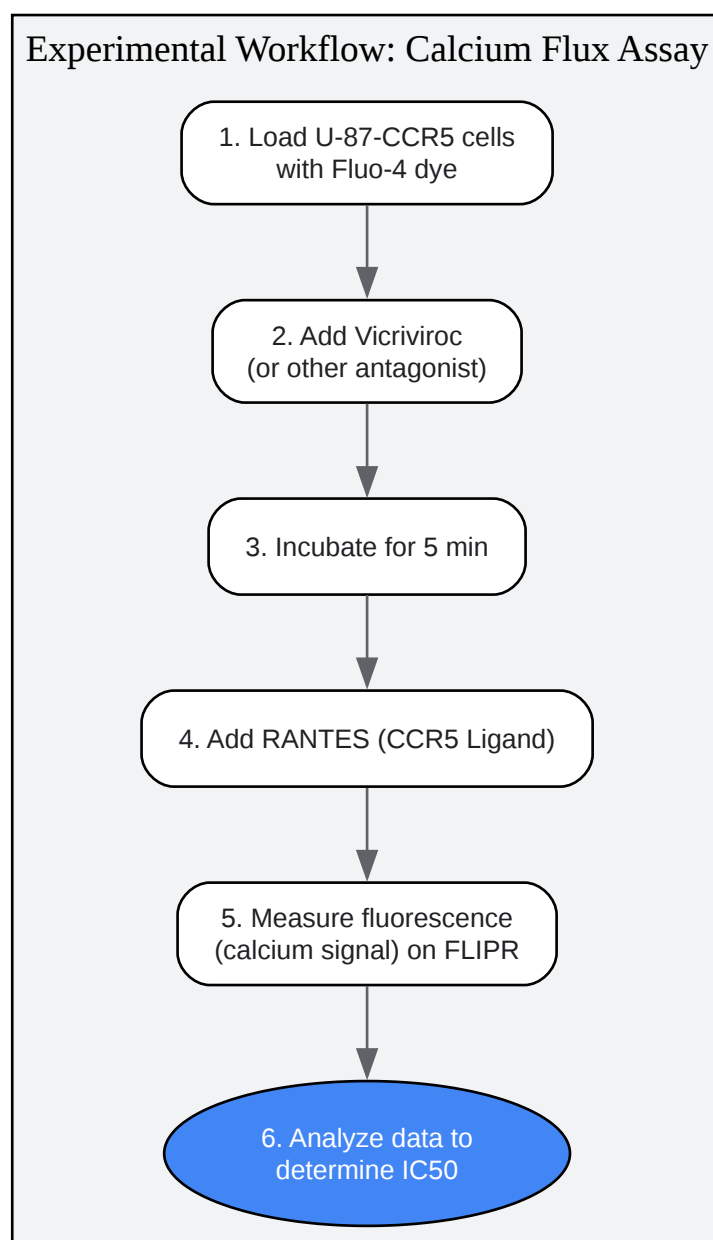 Experimental Workflow: Calcium Flux Assay
1. Load U-87-CCR5 cells
with Fluo-4 dye
2. Add Vicriviroc
(or other antagonist)
3. Incubate for 5 min
4. Add RANTES (CCR5 Ligand)
5. Measure fluorescence
(calcium signal) on FLIPR
6. Analyze data to
determine IC50